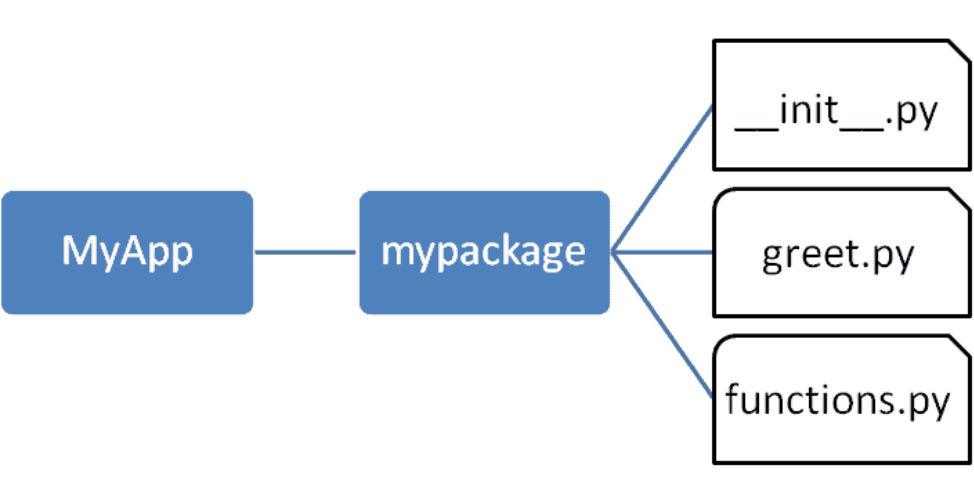 MyApp
mypackage
__init__.py
greet.py
functions.py